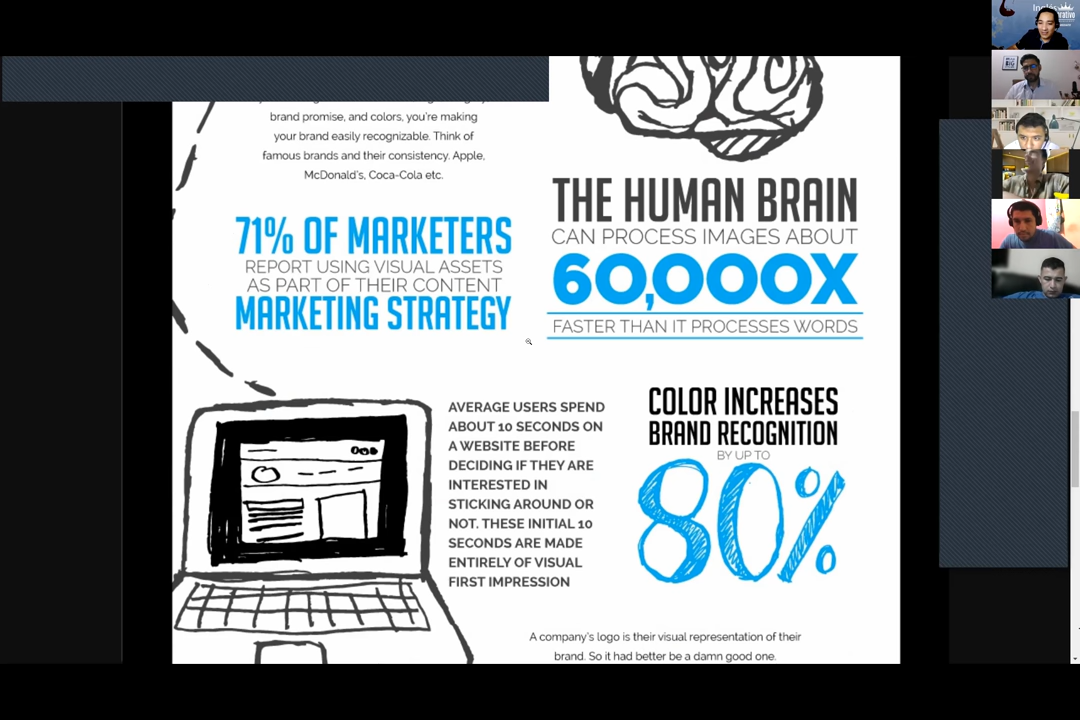 brand promise, and colors, you're making
your brand easily recognizable. Think of
famous brands and their consistency. Apple,
McDonald's, Coca-Cola etc.
71% OF MARKETERS
REPORT USING VISUAL ASSETS
AS PART OF THEIR CONTENT
MARKETING STRATEGY
THE HUMAN BRAIN
CAN PROCESS IMAGES ABOUT
60,000X
FASTER THAN IT PROCESSES WORDS
AVERAGE USERS SPEND
ABOUT 10 SECONDS ON
A WEBSITE BEFORE
DECIDING IF THEY ARE
INTERESTED IN
STICKING AROUND OR
NOT. THESE INITIAL 10
SECONDS ARE MADE
ENTIRELY OF VISUAL
FIRST IMPRESSION
COLOR INCREASES
BRAND RECOGNITION
BY UP TO
80%
A company's logo is their visual representation of their
brand. So it had better be a damn good one.